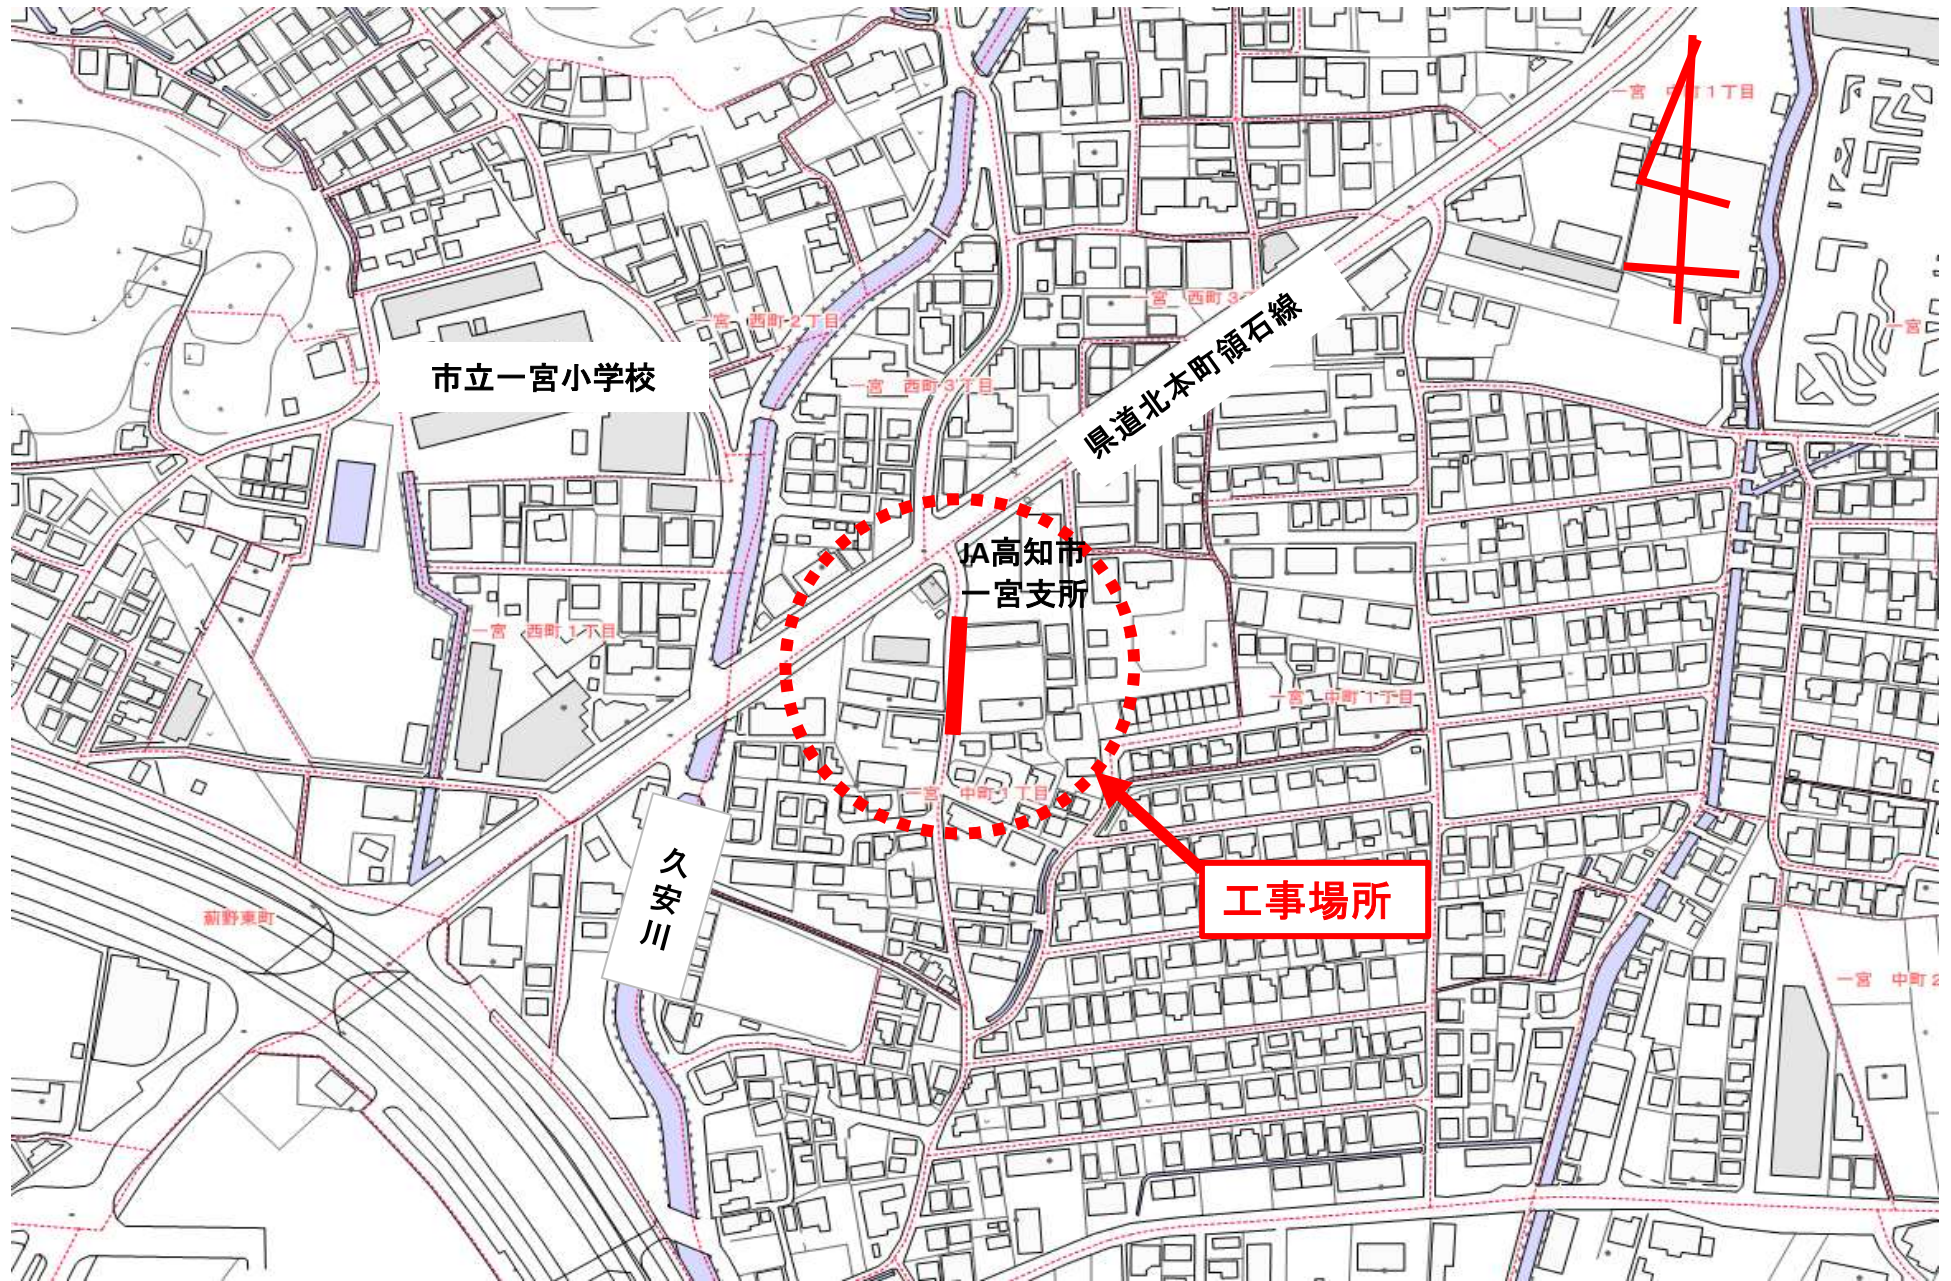 一宮 中町1丁目
一宮 西町3丁
一宮 西町2丁目
一宮
県道北本町領石線
市立一宮小学校
一宮 西町3丁目
JA高知市
一宮支所
一宮 西町1丁目
一宮 中町1丁目
一宮 中町1丁目
久安川
工事場所
薊野東町
一宮 中町2